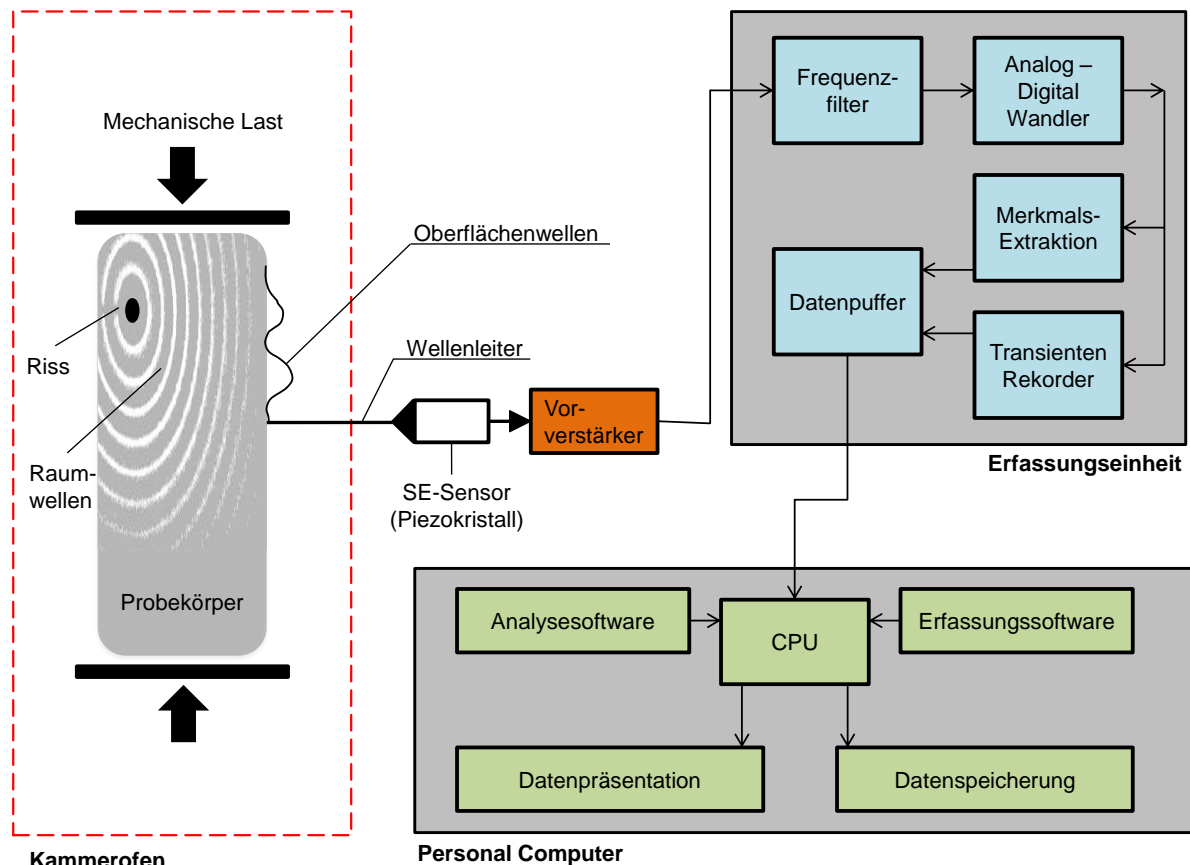 Mechanische Last
Oberflächenwellen
Wellenleiter
Riss
Raum-
wellen
Probekörper
SE-Sensor
(Piezokristall)
Vor-
verstärker
Kammerofen
Frequenz-
filter
Analog –
Digital
Wandler
Merkmals-
Extraktion
Datenpuffer
Transienten
Rekorder
Erfassungseinheit
Analysesoftware
CPU
Erfassungssoftware
Datenpräsentation
Datenspeicherung
Personal Computer